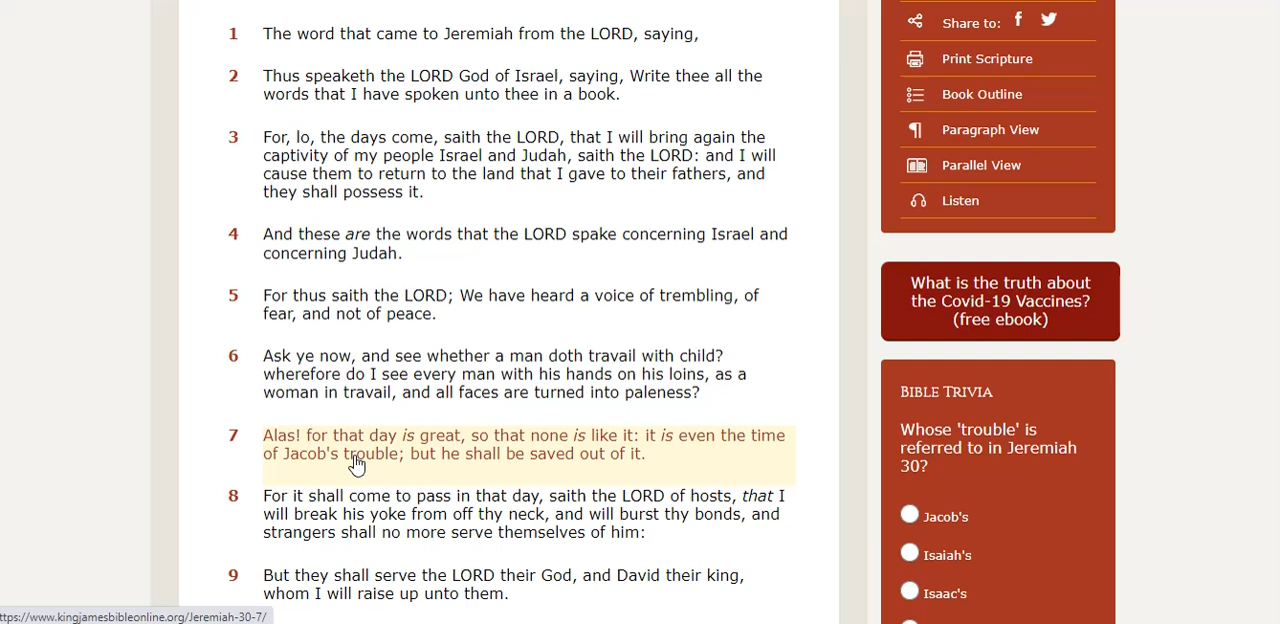 1 The word that came to Jeremiah from the LORD, saying,
2 Thus speaketh the LORD God of Israel, saying, Write thee all the
words that I have spoken unto thee in a book.
3 For, lo, the days come, saith the LORD, that I will bring again the
captivity of my people Israel and Judah, saith the LORD: and I will
cause them to return to the land that I gave to their fathers, and
they shall possess it.
4 And these are the words that the LORD spake concerning Israel and
concerning Judah.
5 For thus saith the LORD; We have heard a voice of trembling, of
fear, and not of peace.
6 Ask ye now, and see whether a man doth travail with child?
wherefore do I see every man with his hands on his loins, as a
woman in travail, and all faces are turned into paleness?
7 Alas! for that day is great, so that none is like it: it is even the time
of Jacob's trouble; but he shall be saved out of it.
8 For it shall come to pass in that day, saith the LORD of hosts, that I
will break his yoke from off thy neck, and will burst thy bonds, and
strangers shall no more serve themselves of him:
9 But they shall serve the LORD their God, and David their king,
whom I will raise up unto them.
ttps://www.kingjamesbibleonline.org/Jeremiah-30-7/
Share to:
Print Scripture
Book Outline
Paragraph View
Parallel View
Listen
What is the truth about
the Covid-19 Vaccines?
(free ebook)
BIBLE TRIVIA
Whose 'trouble' is
referred to in Jeremiah
30?
Jacob's
Isaiah's
Isaac's